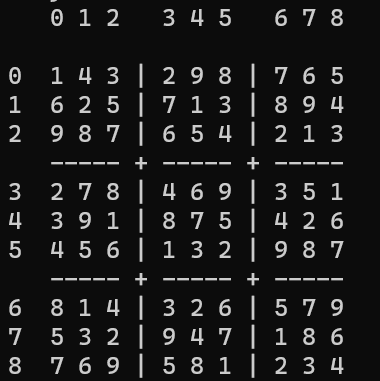 0 1 2   3 4 5   6 7 8
0  1 4 3 | 2 9 8 | 7 6 5
1  6 2 5 | 7 1 3 | 8 9 4
2  9 8 7 | 6 5 4 | 2 1 3
----- + ----- + -----
3  2 7 8 | 4 6 9 | 3 5 1
4  3 9 1 | 8 7 5 | 4 2 6
5  4 5 6 | 1 3 2 | 9 8 7
----- + ----- + -----
6  8 1 4 | 3 2 6 | 5 7 9
7  5 3 2 | 9 4 7 | 1 8 6
8  7 6 9 | 5 8 1 | 2 3 4